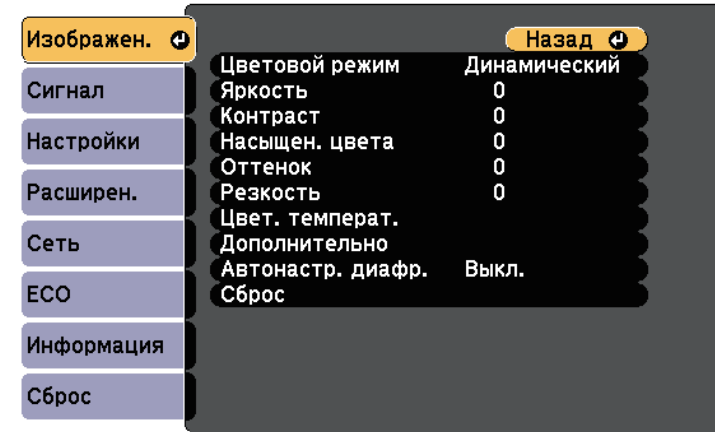 Изображен.
Сигнал
Настройки
Расширен.
Сеть
ECO
Информация
Сброс
Назад
Цветовой режим Динамический
Яркость 0
Контраст 0
Насыщен. цвета 0
Оттенок 0
Резкость 0
Цвет. температ.
Дополнительно
Автонастр. диафр. Выкл.
Сброс